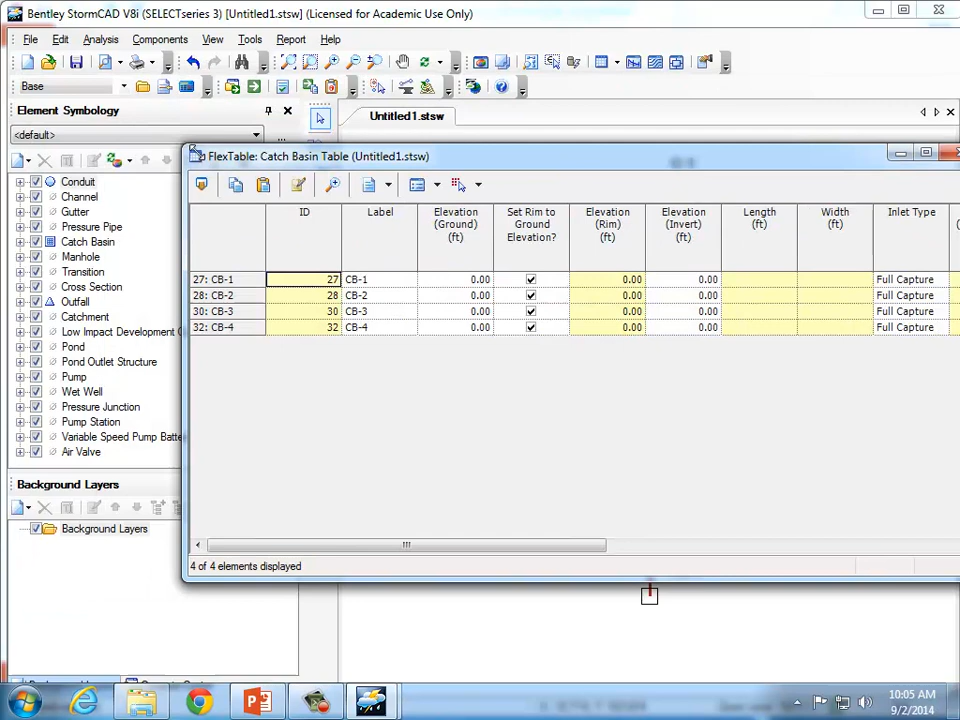 Bentley StormCAD V8i (SELECTseries 3) [Untitled1.stsw] (Licensed for Academic Use Only)
File Edit Analysis Components View Tools Report Help
Base
Element Symbology
Untitled1.stsw
<default>
FlexTable: Catch Basin Table (Untitled1.stsw)
Conduit
Channel
Gutter
Pressure Pipe
Catch Basin
Manhole
Transition
Cross Section
Outfall
Catchment
Low Impact Development C
Pond
Pond Outlet Structure
Pump
Wet Well
Pressure Junction
Pump Station
Variable Speed Pump Batte
Air Valve
ID Label Elevation (Ground) (ft) Set Rim to Ground Elevation? Elevation (Rim) (ft) Elevation (Invert) (ft) Length (ft) Width (ft) Inlet Type
27: CB-1 27 CB-1 0.00 0.00 0.00 Full Capture
28: CB-2 28 CB-2 0.00 0.00 0.00 Full Capture
30: CB-3 30 CB-3 0.00 0.00 0.00 Full Capture
32: CB-4 32 CB-4 0.00 0.00 0.00 Full Capture
4 of 4 elements displayed
Background Layers
Background Layers
10:05 AM
9/2/2014